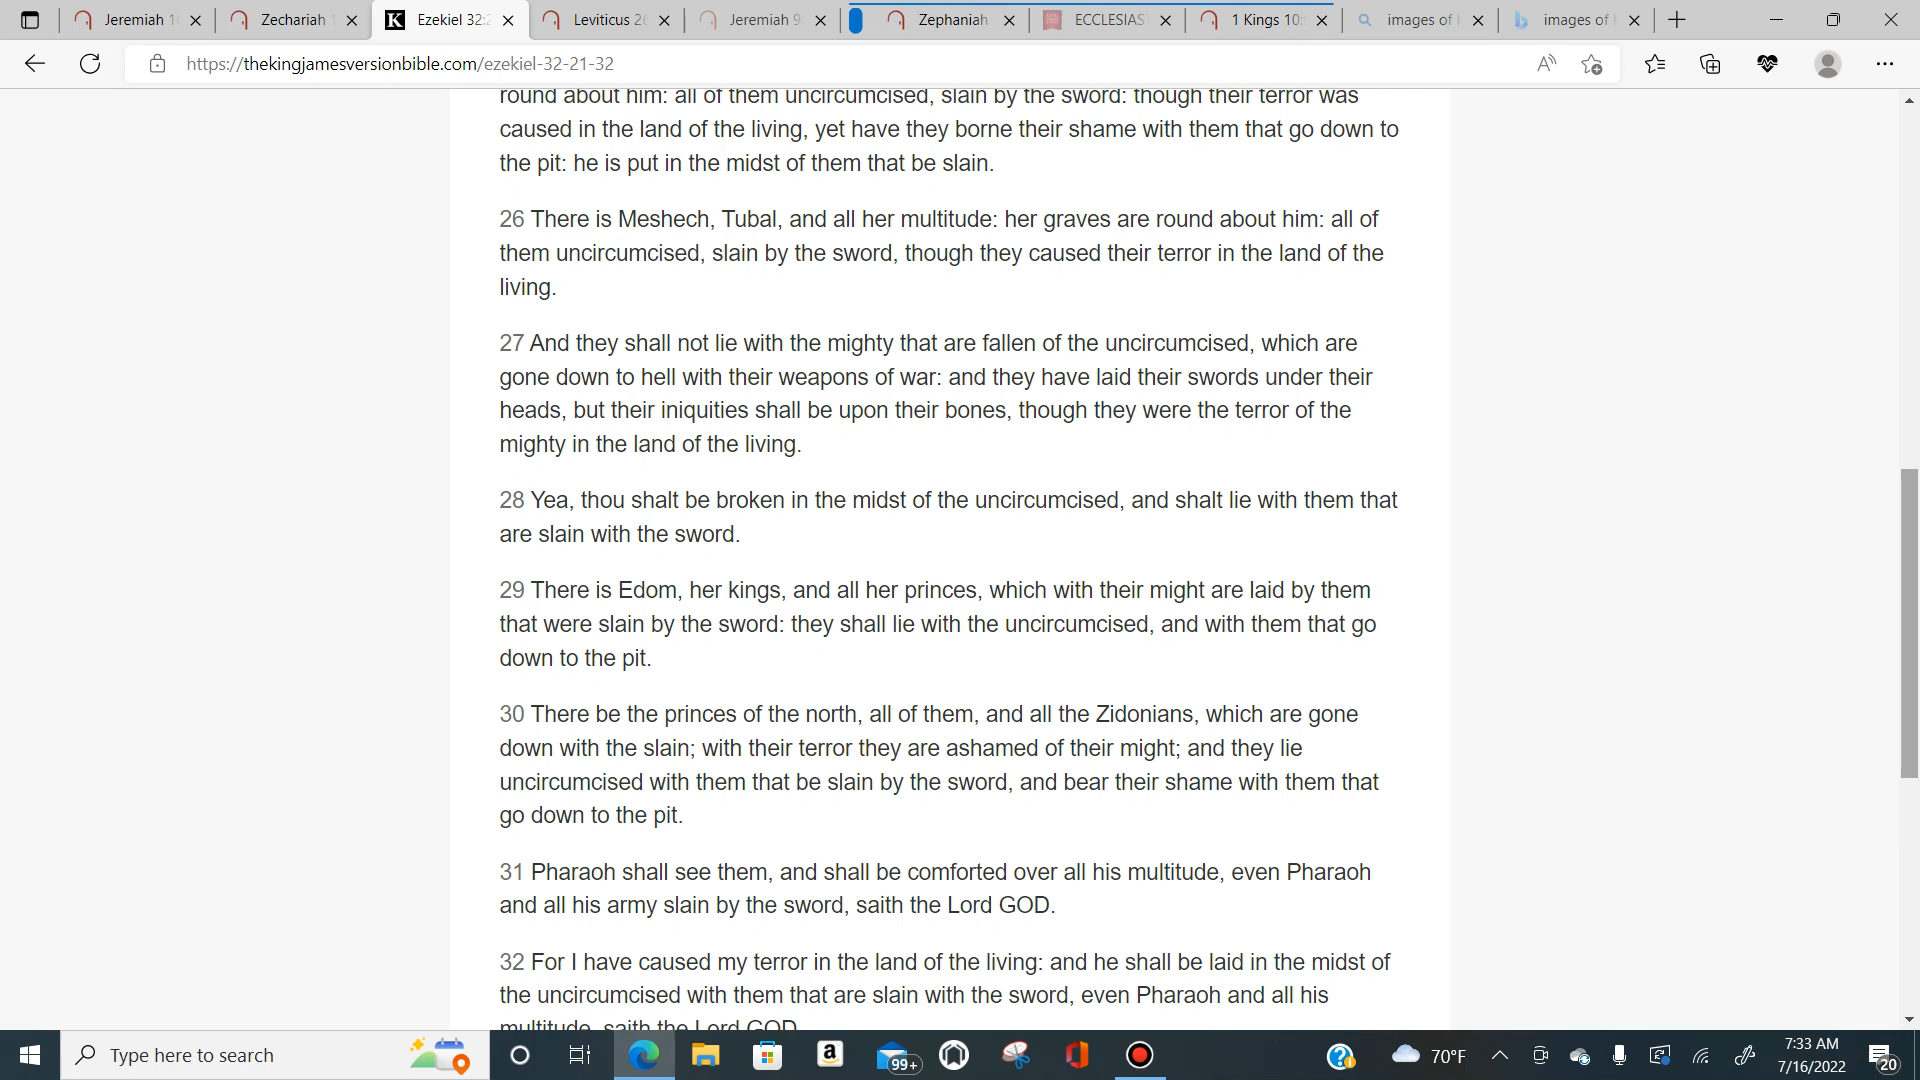 Jeremiah 1
Zechariah 1
Ezekiel 32:2
Leviticus 26
Jeremiah 9
Zephaniah
ECCLESIAS
1 Kings 10:
images of
images of
https://thekingjamesversionbible.com/ezekiel-32-21-32
round about him: all of them uncircumcised, slain by the sword: though their terror was
caused in the land of the living, yet have they borne their shame with them that go down to
the pit: he is put in the midst of them that be slain.
26 There is Meshech, Tubal, and all her multitude: her graves are round about him: all of
them uncircumcised, slain by the sword, though they caused their terror in the land of the
living.
27 And they shall not lie with the mighty that are fallen of the uncircumcised, which are
gone down to hell with their weapons of war: and they have laid their swords under their
heads, but their iniquities shall be upon their bones, though they were the terror of the
mighty in the land of the living.
28 Yea, thou shalt be broken in the midst of the uncircumcised, and shalt lie with them that
are slain with the sword.
29 There is Edom, her kings, and all her princes, which with their might are laid by them
that were slain by the sword: they shall lie with the uncircumcised, and with them that go
down to the pit.
30 There be the princes of the north, all of them, and all the Zidonians, which are gone
down with the slain; with their terror they are ashamed of their might; and they lie
uncircumcised with them that be slain by the sword, and bear their shame with them that
go down to the pit.
31 Pharaoh shall see them, and shall be comforted over all his multitude, even Pharaoh
and all his army slain by the sword, saith the Lord GOD.
32 For I have caused my terror in the land of the living: and he shall be laid in the midst of
the uncircumcised with them that are slain with the sword, even Pharaoh and all his
multitude, saith the Lord GOD.
Type here to search
99+
70°F
7:33 AM
7/16/2022
20